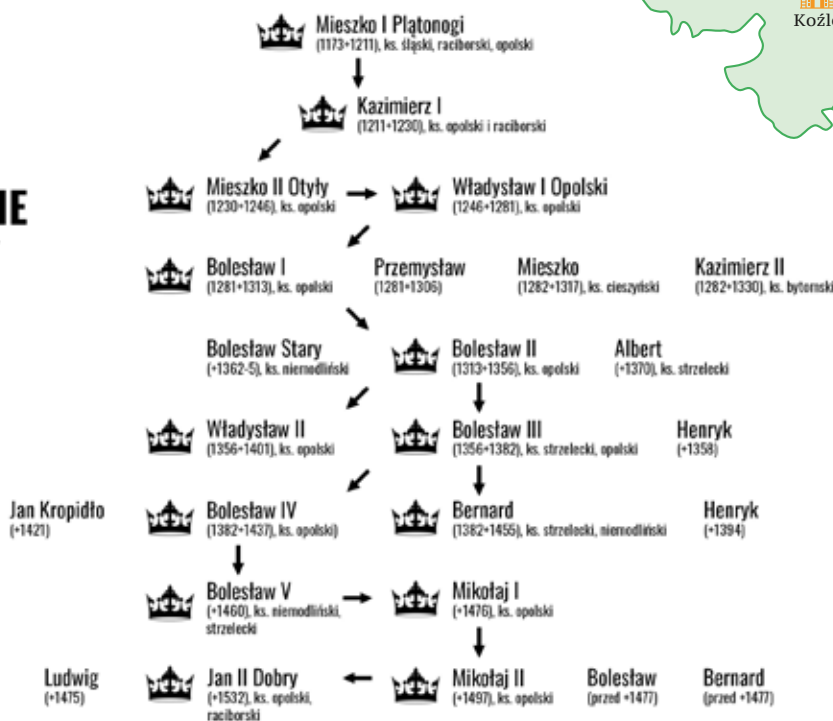 Koźle
Mieszko I Plątonogi
(1173+1211), ks. śląski, raciborski, opolski
Kazimierz I
(1211+1230), ks. opolski i raciborski
IE
Mieszko II Otyły
(1230+1246), ks. opolski
Władysław I Opolski
(1246+1281), ks. opolski
Bolesław I
(1281+1313), ks. opolski
Przemysław
(1281+1306)
Mieszko
(1282+1317), ks. cieszyński
Kazimierz II
(1282+1330), ks. bytomski
Bolesław Stary
(+1362-5), ks. niemodliński
Bolesław II
(1313+1356), ks. opolski
Albert
(+1370), ks. strzelecki
Władysław II
(1356+1401), ks. opolski
Bolesław III
(1356+1382), ks. strzelecki, opolski
Henryk
(+1358)
Jan Kropidło
(+1421)
Bolesław IV
(1382+1437), ks. opolski)
Bernard
(1382+1455), ks. strzelecki, niemodliński
Henryk
(+1394)
Bolesław V
(+1460), ks. niemodliński,
strzelecki
Mikołaj I
(+1476), ks. opolski
Ludwig
(+1475)
Jan II Dobry
(+1532), ks. opolski,
raciborski
Mikołaj II
(+1497), ks. opolski
Bolesław
(przed +1477)
Bernard
(przed +1477)